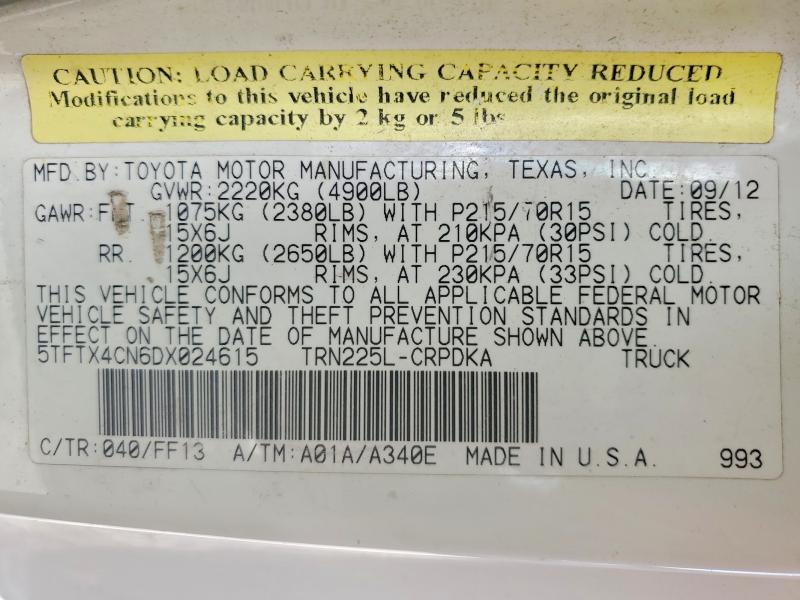 CAUTION: LOAD CARRYING CAPACITY REDUCED
Modifications to this vehicle have reduced the original load
carrying capacity by 2 kg or 5 lbs
MFD.BY:TOYOTA MOTOR MANUFACTURING, TEXAS, INC.
GVWR:2220KG (4900LB) DATE:09/12
GAWR:FRT 1075KG (2380LB) WITH P215/70R15 TIRES,
15X6J RIMS, AT 210KPA (30PSI) COLD.
RR. 1200KG (2650LB) WITH P215/70R15 TIRES,
15X6J RIMS, AT 230KPA (33PSI) COLD.
THIS VEHICLE CONFORMS TO ALL APPLICABLE FEDERAL MOTOR
VEHICLE SAFETY AND THEFT PREVENTION STANDARDS IN
EFFECT ON THE DATE OF MANUFACTURE SHOWN ABOVE.
5TFTX4CN6DX024615 TRN225L-CRPDKA TRUCK
C/TR:040/FF13 A/TM:A01A/A340E MADE IN U.S.A. 993